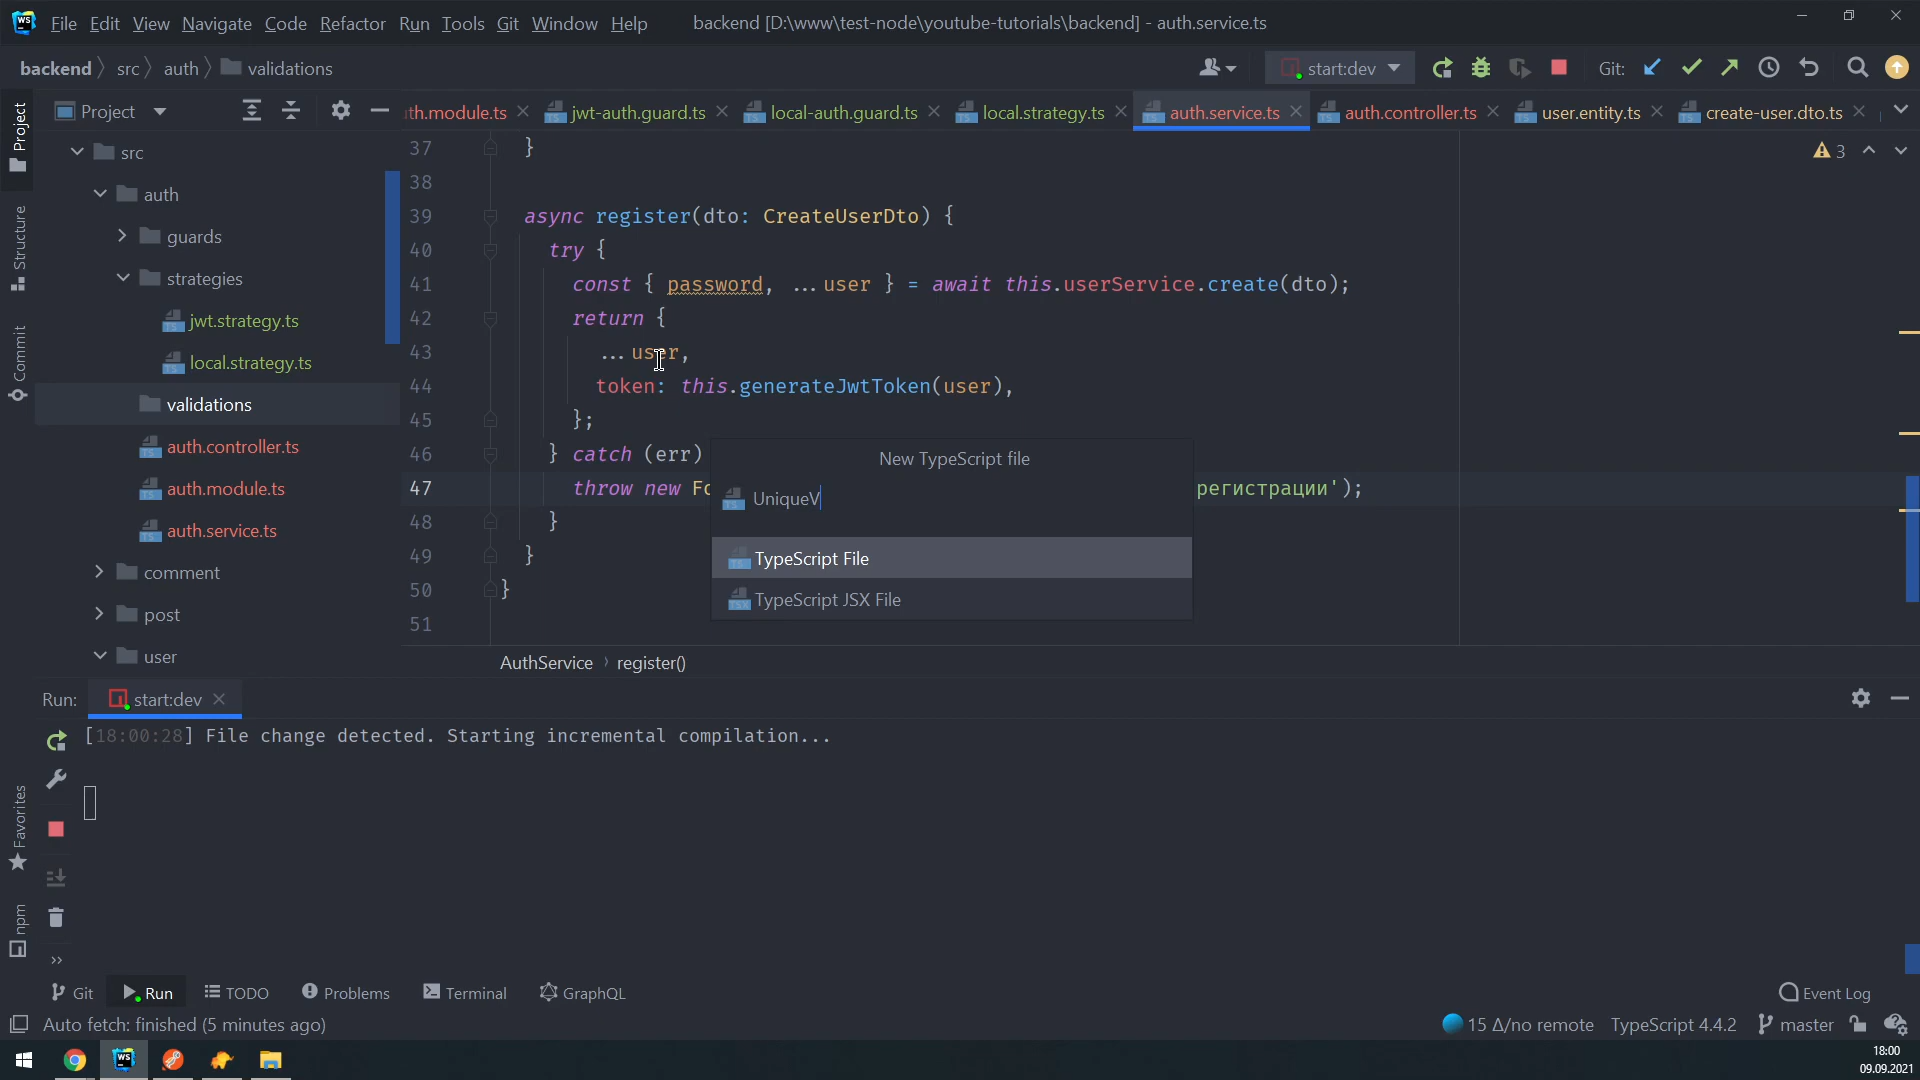 WS File Edit View Navigate Code Refactor Run Tools Git Window Help backend [D:\www\test-node\youtube-tutorials\backend] - auth.service.ts
backend src auth validations start:dev Git:
Project th.module.ts jwt-auth.guard.ts local-auth.guard.ts local.strategy.ts auth.service.ts auth.controller.ts user.entity.ts create-user.dto.ts
Project
Structure
Commit
Favorites
npm
src
auth
guards
strategies
jwt.strategy.ts
local.strategy.ts
validations
auth.controller.ts
auth.module.ts
auth.service.ts
comment
post
user
3
37 }
38
39 async register(dto: CreateUserDto) {
40 try {
41 const { password, ...user } = await this.userService.create(dto);
42 return {
43 ...user,
44 token: this.generateJwtToken(user),
45 };
46 } catch (err)
47 throw new Fo регистрации');
48 }
49 }
50 }
51
New TypeScript file
UniqueV
TypeScript File
TypeScript JSX File
AuthService register()
Run: start:dev
[18:00:28] File change detected. Starting incremental compilation...
Git Run TODO Problems Terminal GraphQL Event Log
Auto fetch: finished (5 minutes ago) 15 Δ/no remote TypeScript 4.4.2 master
WS
18:00
09.09.2021